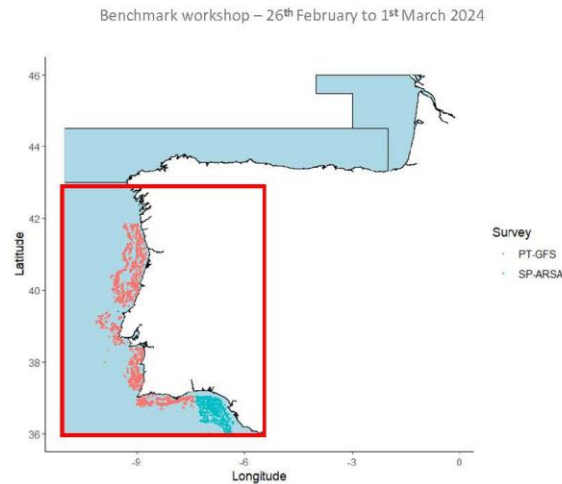 Benchmark workshop – 26th February to 1st March 2024
46
44
42
40
38
36
Latitude
-9
-6
-3
0
Longitude
Survey
PT-GFS
SP-ARSA